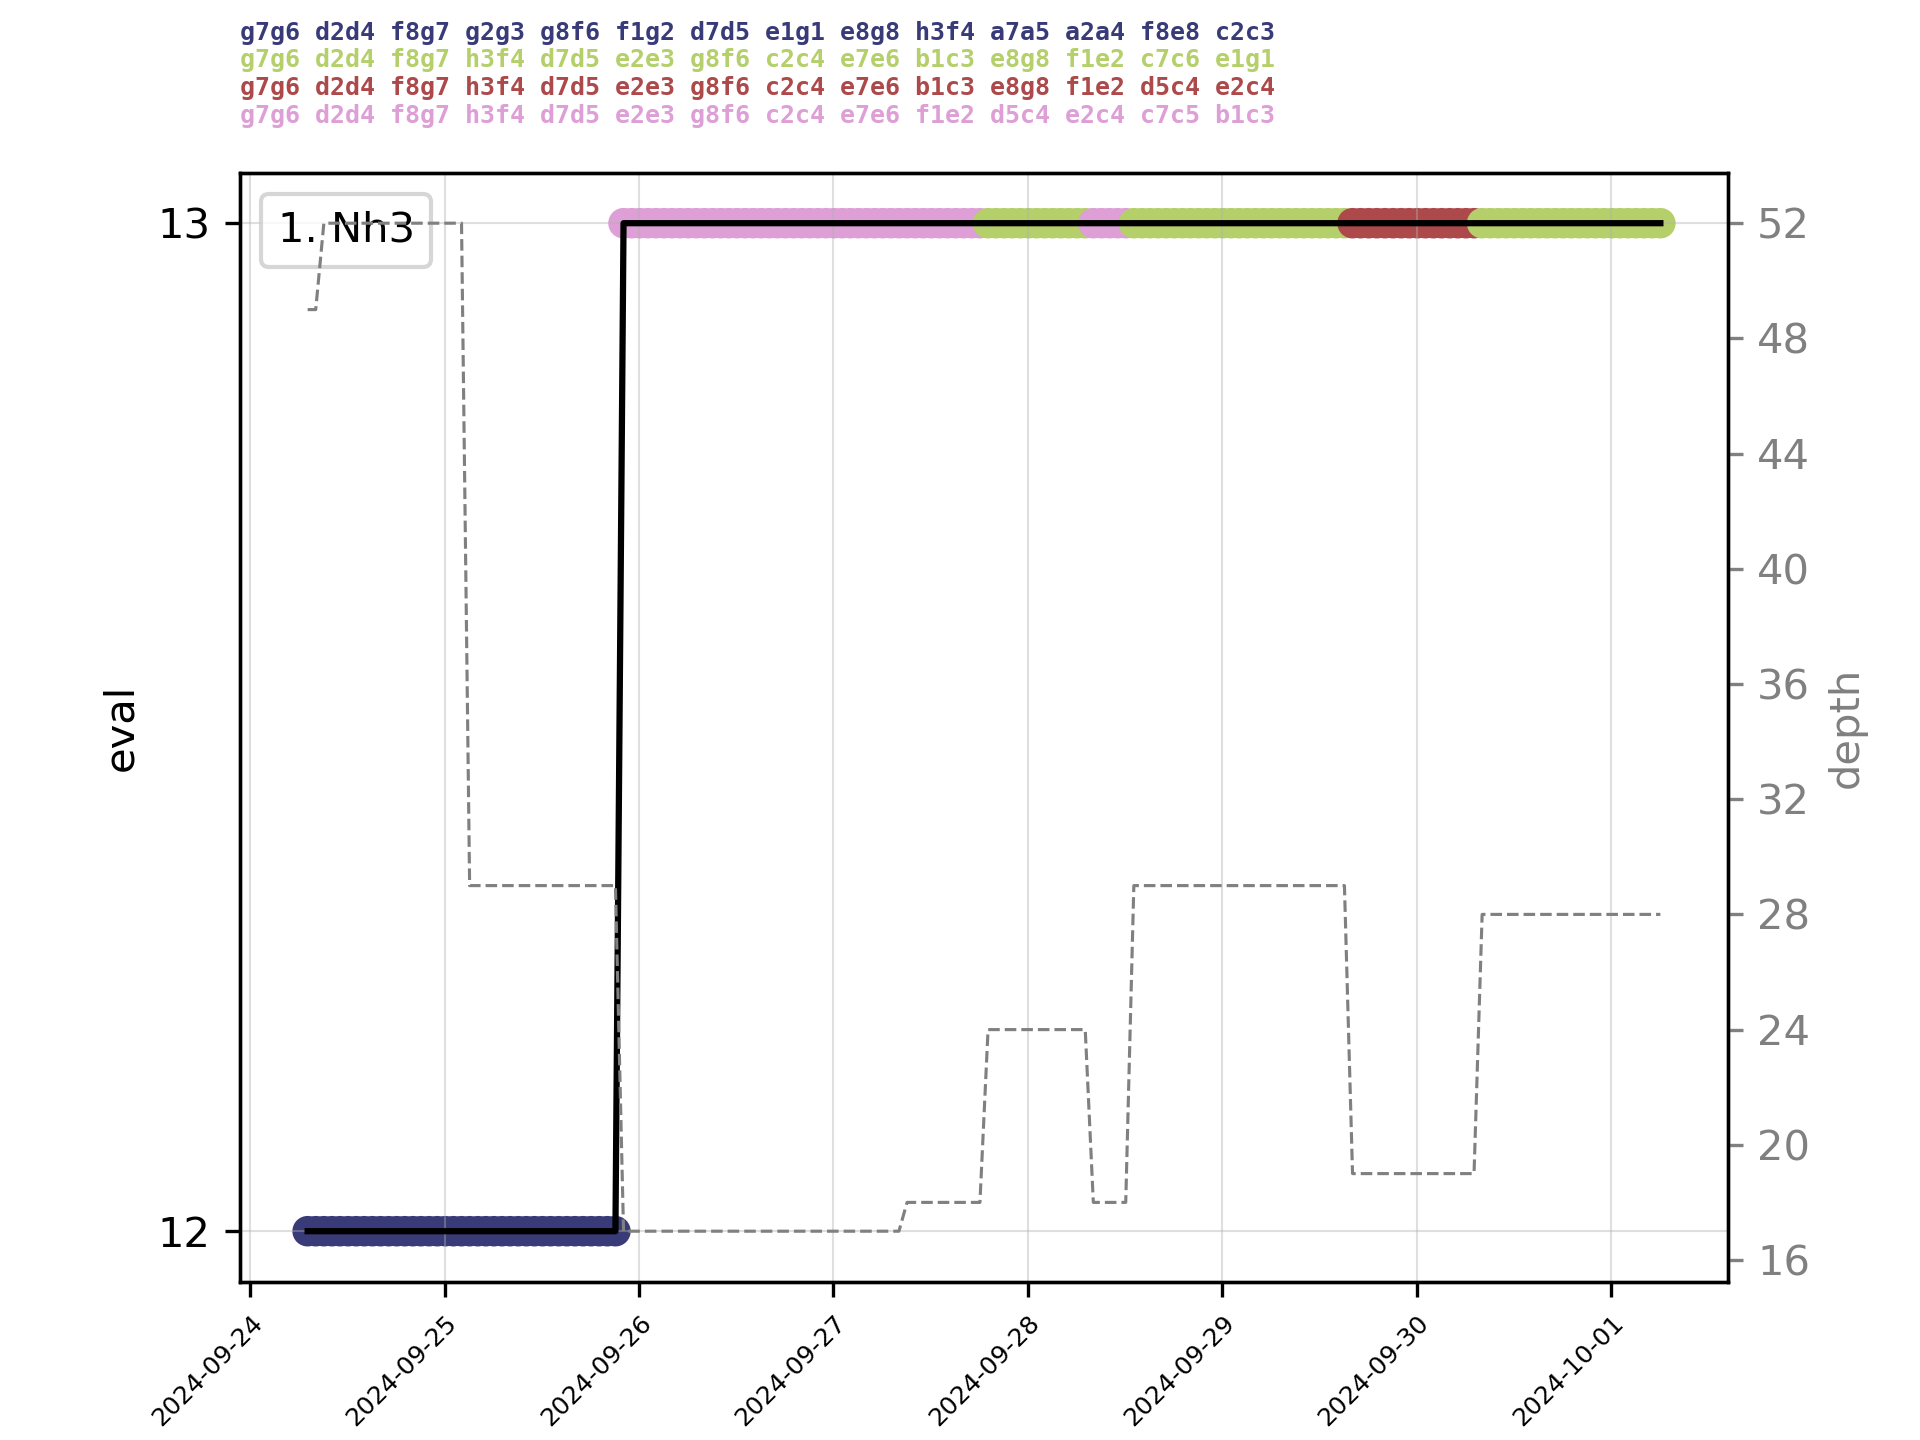 g7g6 d2d4 f8g7 g2g3 g8f6 f1g2 d7d5 e1g1 e8g8 h3f4 a7a5 a2a4 f8e8 c2c3
g7g6 d2d4 f8g7 h3f4 d7d5 e2e3 g8f6 c2c4 e7e6 b1c3 e8g8 f1e2 c7c6 e1g1
g7g6 d2d4 f8g7 h3f4 d7d5 e2e3 g8f6 c2c4 e7e6 b1c3 e8g8 f1e2 d5c4 e2c4
g7g6 d2d4 f8g7 h3f4 d7d5 e2e3 g8f6 c2c4 e7e6 f1e2 d5c4 e2c4 c7c5 b1c3
1. Nh3
13
12
eval
52
48
44
40
36
32
28
24
20
16
depth
2024-09-24
2024-09-25
2024-09-26
2024-09-27
2024-09-28
2024-09-29
2024-09-30
2024-10-01